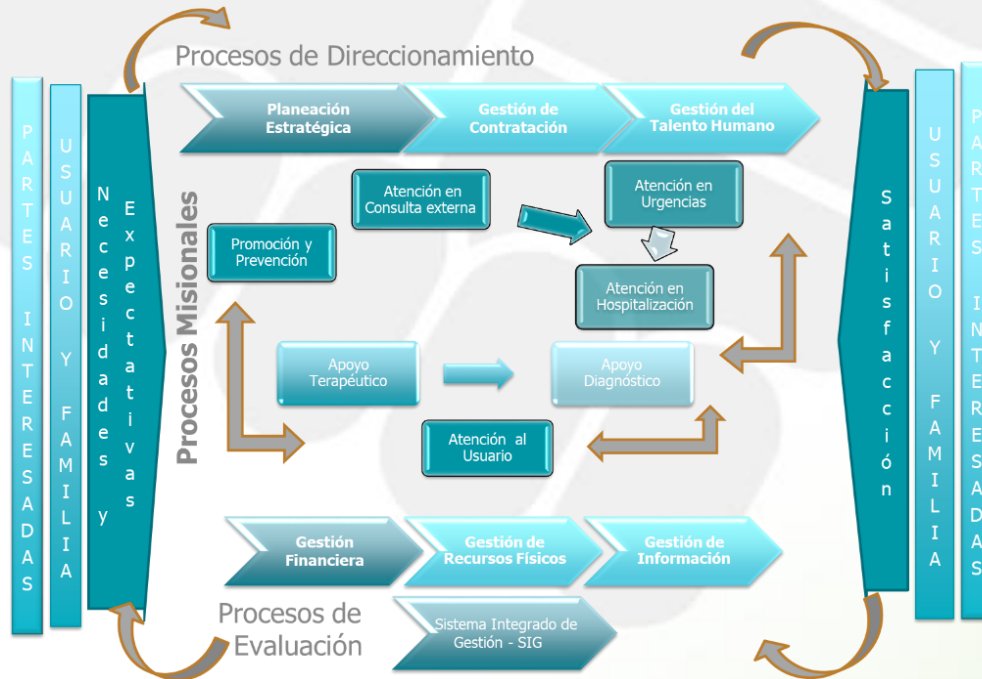 Procesos de Direccionamiento
Planeación
Estratégica
Gestión de
Contratación
Gestión del
Talento Humano
PARTES INTERESADAS
USUARIO Y FAMILIA
Necesidades y
Expectativas
Procesos Misionales
Atención en
Consulta externa
Atención en
Urgencias
Promoción y
Prevención
Atención en
Hospitalización
Apoyo
Terapéutico
Apoyo
Diagnóstico
Atención al
Usuario
Satisfacción
USUARIO Y FAMILIA
PARTES INTERESADAS
Gestión
Financiera
Gestión de
Recursos Físicos
Gestión de
Información
Procesos de
Evaluación
Sistema Integrado de
Gestión - SIG